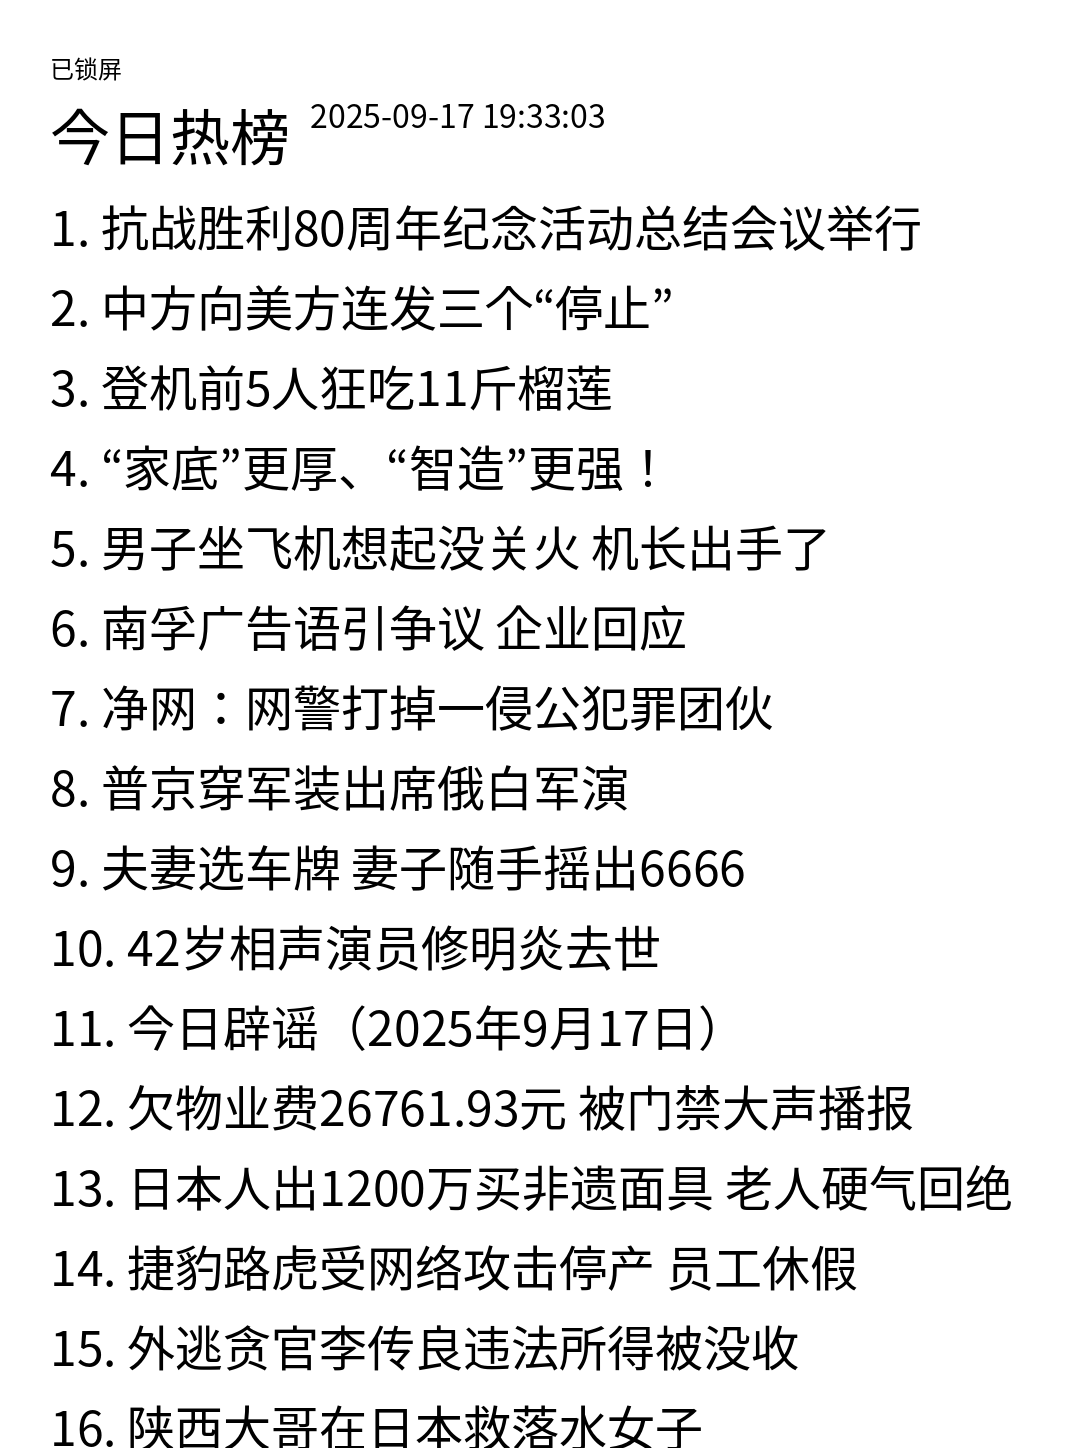 已锁屏
今日热榜 2025-09-17 19:33:03
1. 抗战胜利80周年纪念活动总结会议举行
2. 中方向美方连发三个“停止”
3. 登机前5人狂吃11斤榴莲
4. “家底”更厚、“智造”更强！
5. 男子坐飞机想起没关火 机长出手了
6. 南孚广告语引争议 企业回应
7. 净网：网警打掉一侵公犯罪团伙
8. 普京穿军装出席俄白军演
9. 夫妻选车牌 妻子随手摇出6666
10. 42岁相声演员修明炎去世
11. 今日辟谣（2025年9月17日）
12. 欠物业费26761.93元 被门禁大声播报
13. 日本人出1200万买非遗面具 老人硬气回绝
14. 捷豹路虎受网络攻击停产 员工休假
15. 外逃贪官李传良违法所得被没收
16. 陕西大哥在日本救落水女子